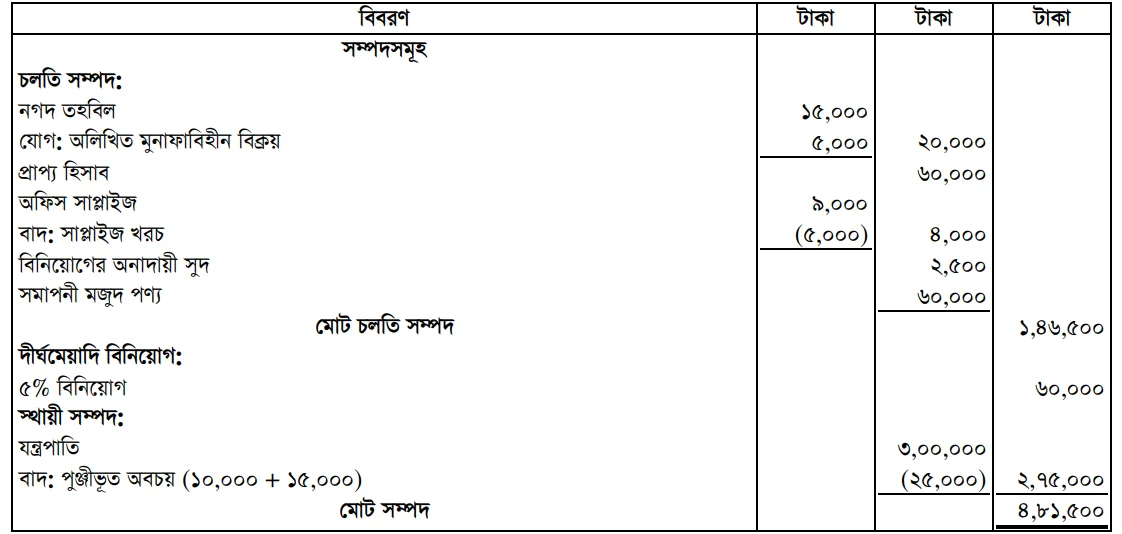 বিবরণ টাকা টাকা টাকা
সম্পদসমূহ
চলতি সম্পদ:
নগদ তহবিল ১৫,০০০
যোগ: অলিখিত মুনাফাবিহীন বিক্রয় ৫,০০০ ২০,০০০
প্রাপ্য হিসাব ৬০,০০০
অফিস সাপ্লাইজ ৯,০০০
বাদ: সাপ্লাইজ খরচ (৫,০০০) ৪,০০০
বিনিয়োগের অনাদায়ী সুদ ২,৫০০
সমাপনী মজুদ পণ্য ৬০,০০০
মোট চলতি সম্পদ ১,৪৬,৫০০
দীর্ঘমেয়াদি বিনিয়োগ:
৫% বিনিয়োগ ৬০,০০০
স্থায়ী সম্পদ:
যন্ত্রপাতি ৩,০০,০০০
বাদ: পুঞ্জীভূত অবচয় (১০,০০০ + ১৫,০০০) (২৫,০০০) ২,৭৫,০০০
মোট সম্পদ ৪,৮১,৫০০